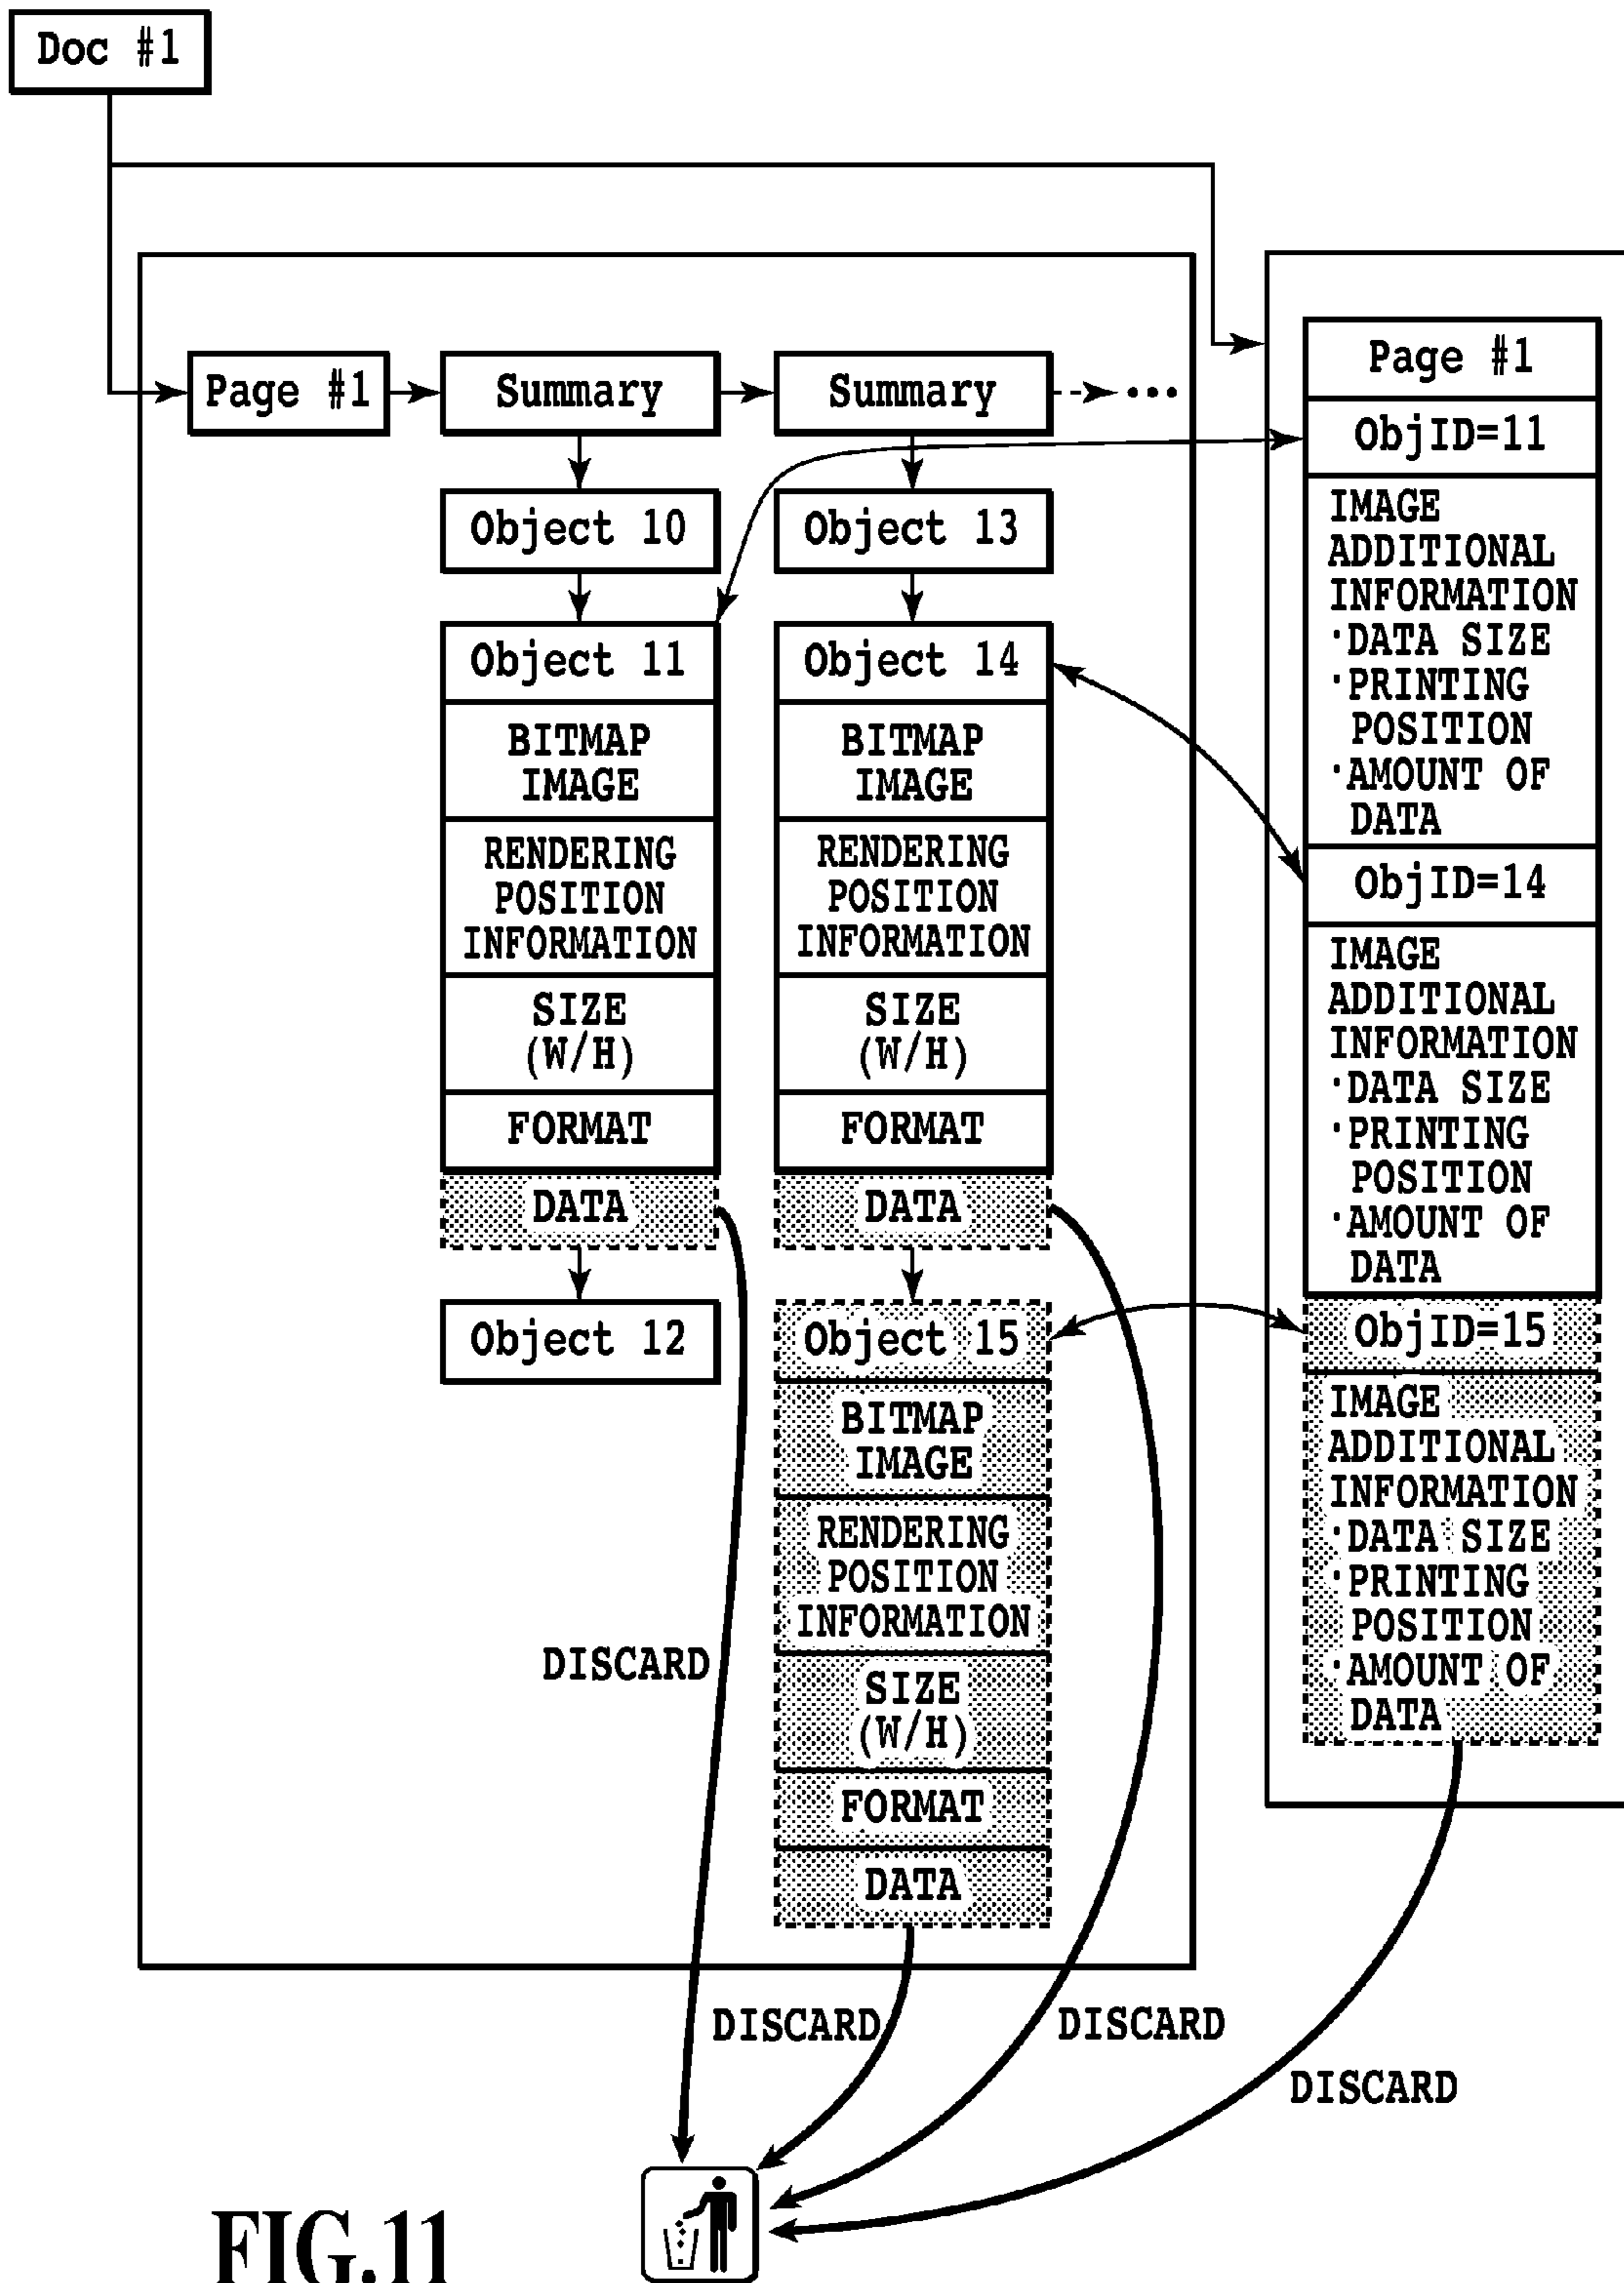 Doc #1
Page #1
Summary
Summary
•••
Object 10
Object 11
BITMAP
IMAGE
RENDERING
POSITION
INFORMATION
SIZE
(W/H)
FORMAT
DATA
Object 12
Object 13
Object 14
BITMAP
IMAGE
RENDERING
POSITION
INFORMATION
SIZE
(W/H)
FORMAT
DATA
Object 15
BITMAP
IMAGE
RENDERING
POSITION
INFORMATION
SIZE
(W/H)
FORMAT
DATA
Page #1
ObjID=11
IMAGE
ADDITIONAL
INFORMATION
·DATA SIZE
·PRINTING
POSITION
·AMOUNT OF
DATA
ObjID=14
IMAGE
ADDITIONAL
INFORMATION
·DATA SIZE
·PRINTING
POSITION
·AMOUNT OF
DATA
ObjID=15
IMAGE
ADDITIONAL
INFORMATION
·DATA SIZE
·PRINTING
POSITION
·AMOUNT OF
DATA
DISCARD
DISCARD
DISCARD
DISCARD
FIG.11